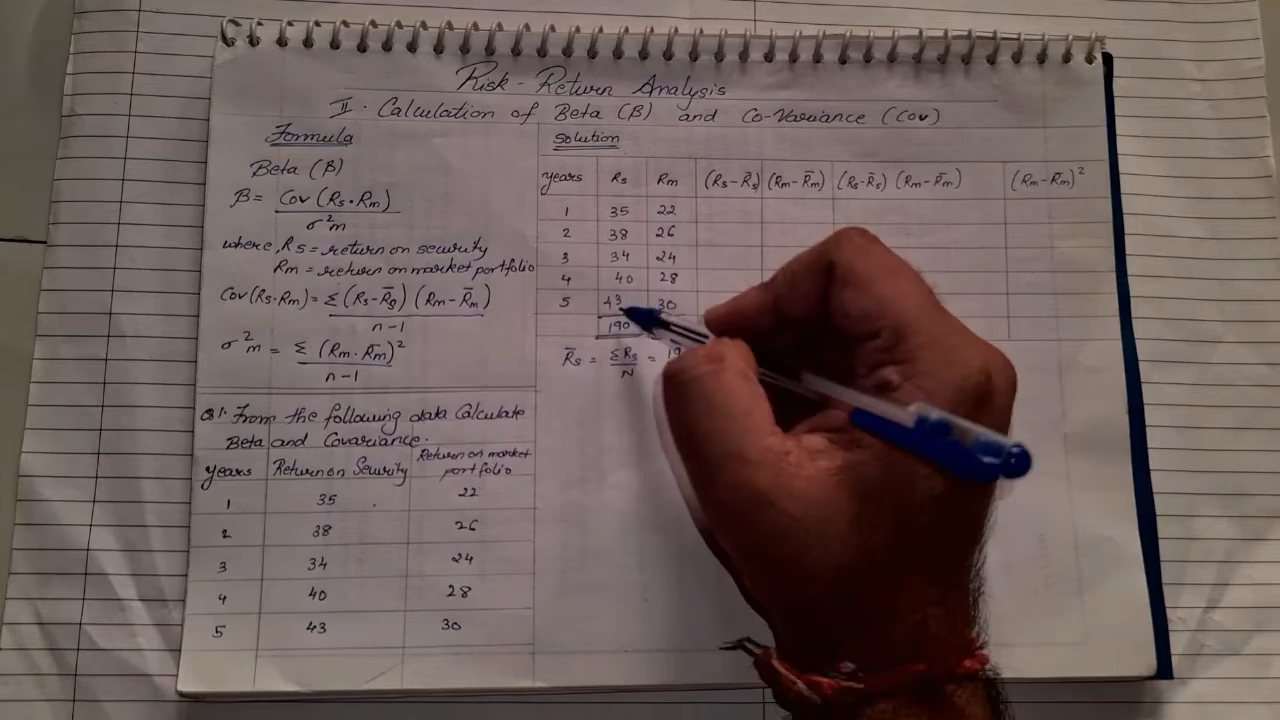 Risk-Return Analysis
II. Calculation of Beta (β) and Co-Variance (Cov)
Formula
Beta (β)
β = Cov (Rs·Rm)
σ²m
where, Rs = return on security
Rm = return on market portfolio
Cov (Rs·Rm) = Σ (Rs-R̄s) (Rm-R̄m)
n-1
σ²m = Σ (Rm·R̄m)²
n-1
Q1. From the following data Calculate
Beta and Covariance.
years Return on Security Return on market portfolio
1 35 22
2 38 26
3 34 24
4 40 28
5 43 30
Solution
years Rs Rm (Rs-R̄s) (Rm-R̄m) (Rs-R̄s) (Rm-R̄m) (Rm-R̄m)²
1 35 22
2 38 26
3 34 24
4 40 28
5 43 30
190
R̄s = ΣRs = 19
N